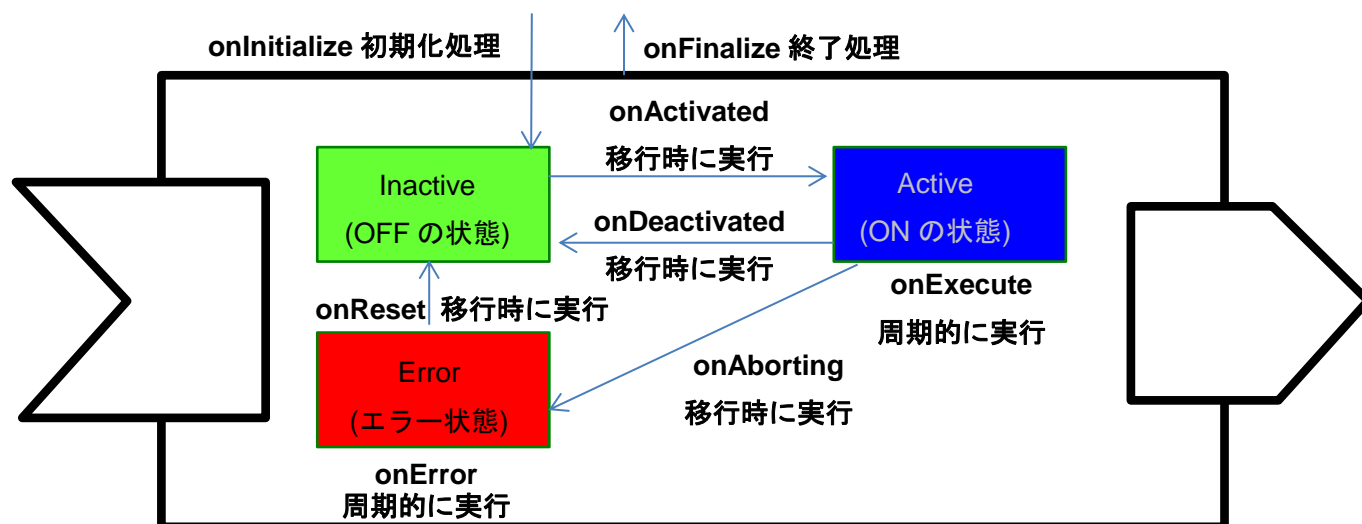 onInitialize 初期化処理
onFinalize 終了処理
onActivated
移行時に実行
Inactive
(OFF の状態)
Active
(ON の状態)
onDeactivated
移行時に実行
onExecute
周期的に実行
onReset 移行時に実行
Error
(エラー状態)
onAborting
移行時に実行
onError
周期的に実行